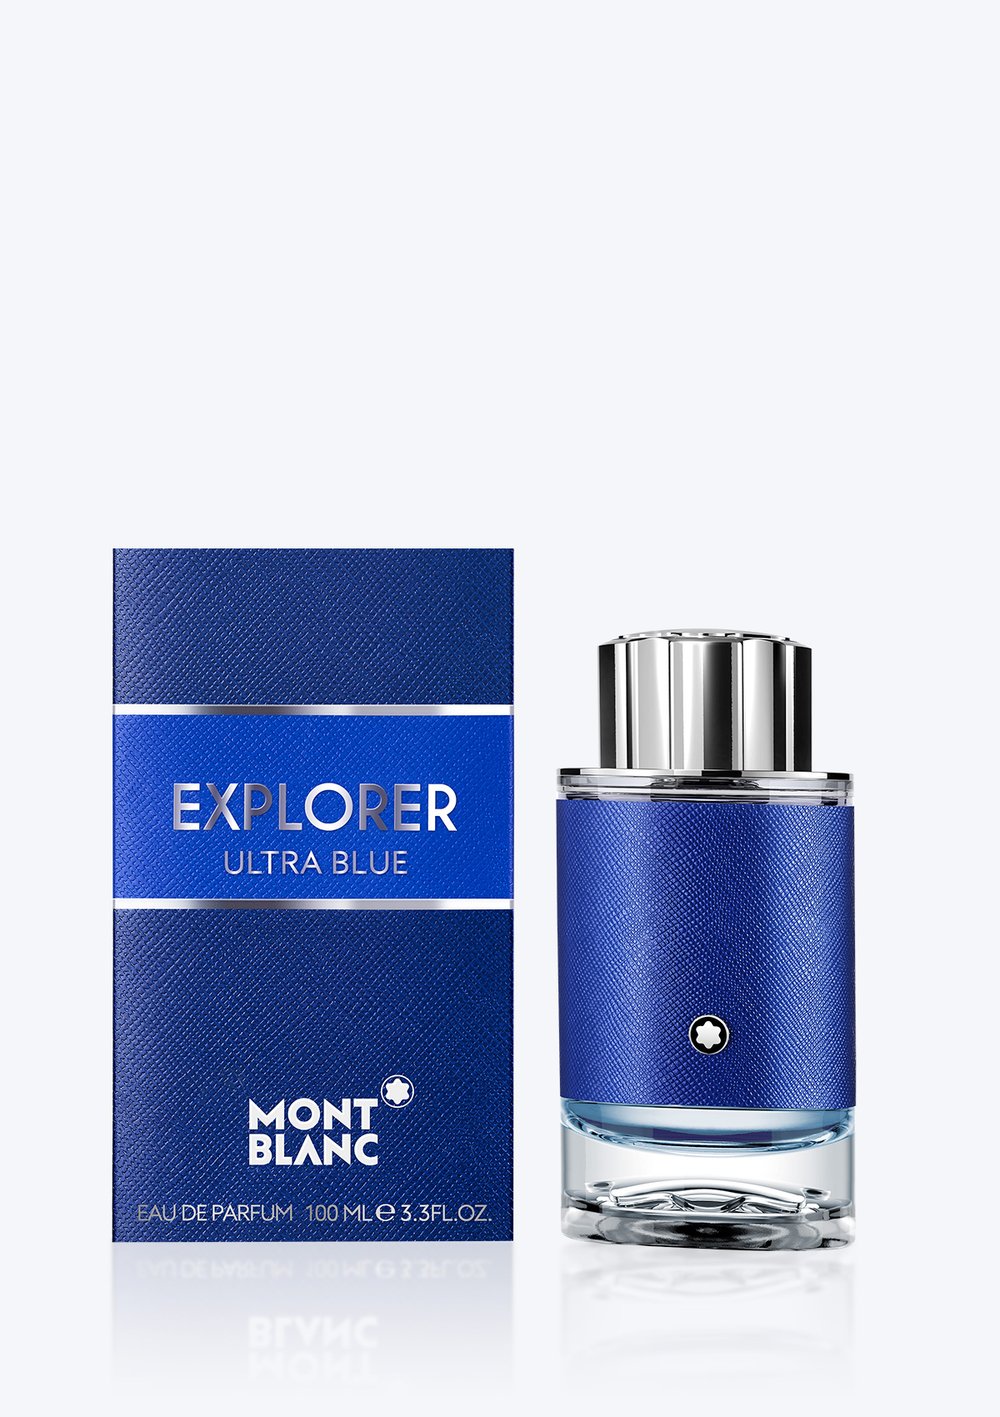 EXPLORER
ULTRA BLUE
MONT
BLANC
EAU DE PARFUM 100 ML e 3.3FL.OZ.